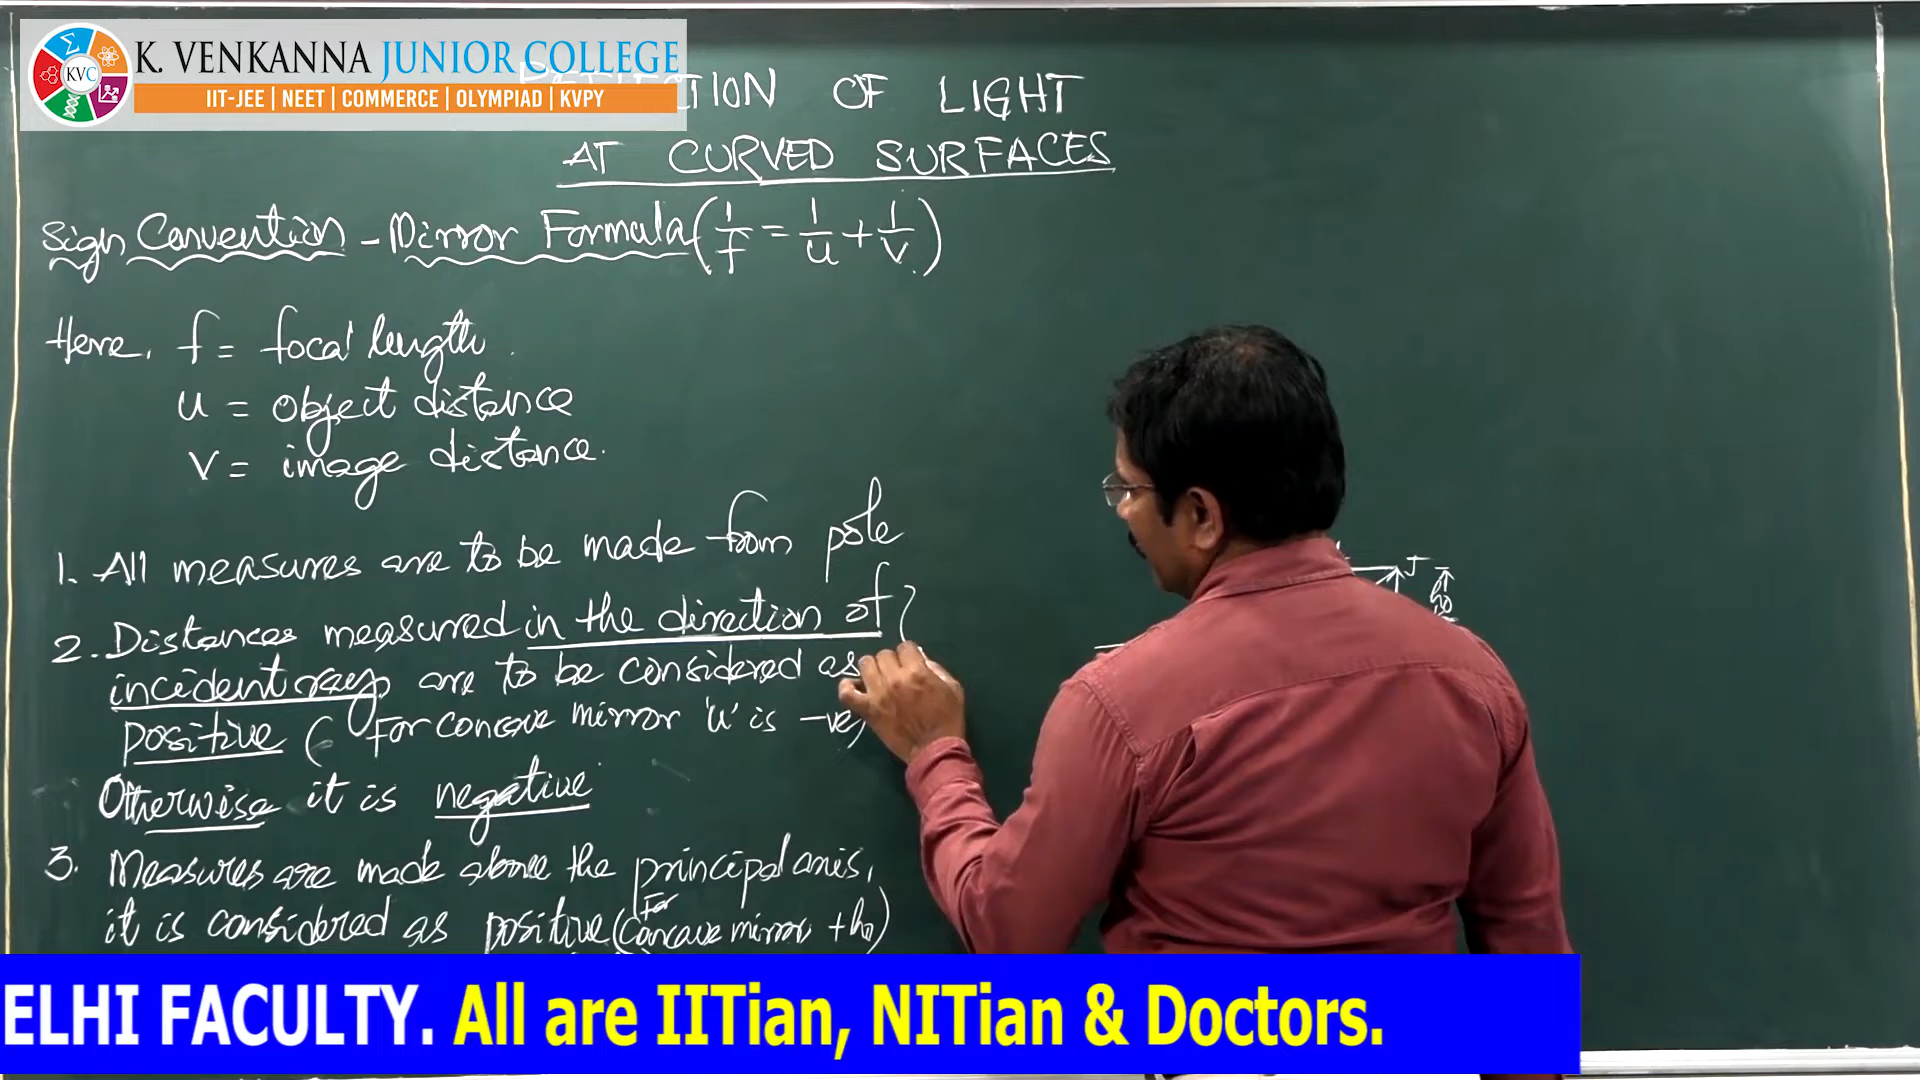 K. VENKANNA JUNIOR COLLEGE
IIT-JEE | NEET | COMMERCE | OLYMPIAD | KVPY
KVC
OF LIGHT
AT CURVED SURFACES
Sign Convention - Mirror Formula (1/f = 1/u + 1/v)
Here, f = focal length
u = object distance
v = image distance.
1. All measures are to be made from pole
2. Distances measured in the direction of
incident rays are to be considered as
positive ( For concave mirror 'u' is -ve)
Otherwise it is negative
3. Measures are made above the principal axis,
it is considered as positive (For Concave mirror +h₀)
J
ELHI FACULTY. All are IITian, NITian & Doctors.